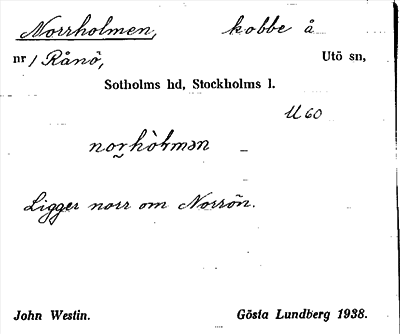 Norrholmen, kobbe å
nr 1 Rånö, Utö sn,
Sotholms hd, Stockholms l.
U 60
norhòlmən
Ligger norr om Norrön.
John Westin. Gösta Lundberg 1938.